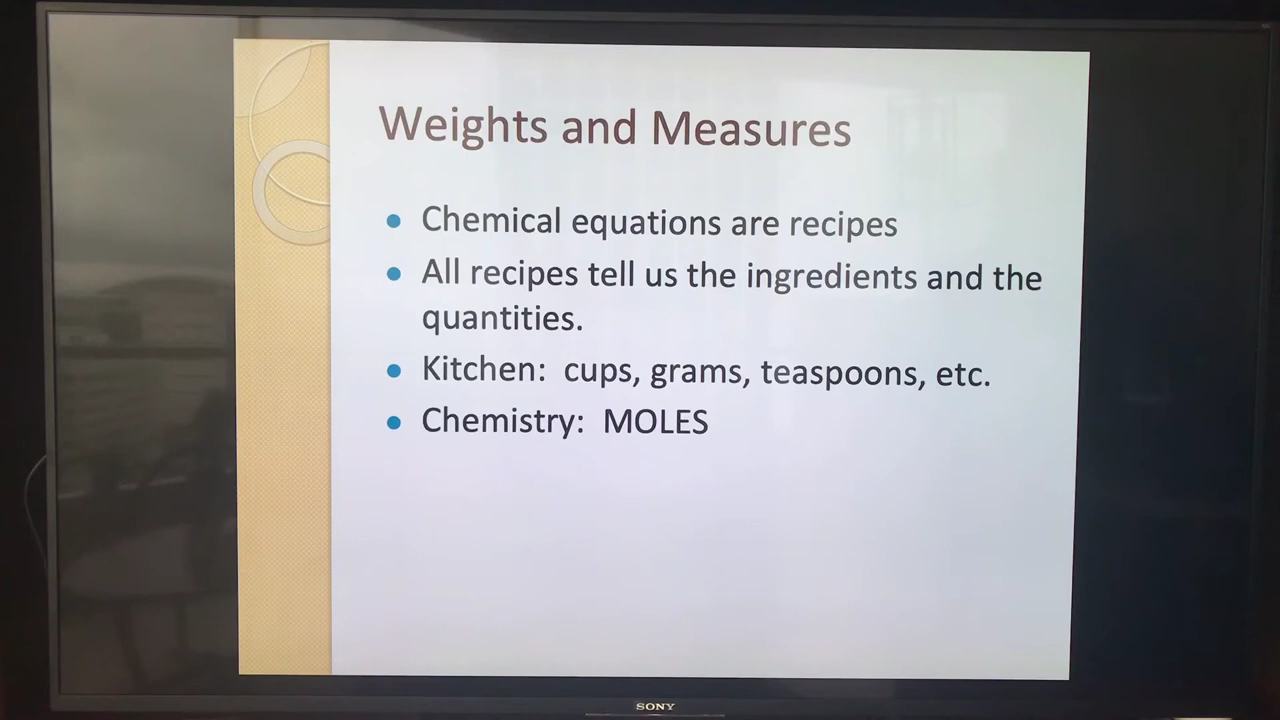 Weights and Measures
Chemical equations are recipes
All recipes tell us the ingredients and the
quantities.
Kitchen: cups, grams, teaspoons, etc.
Chemistry: MOLES
SONY